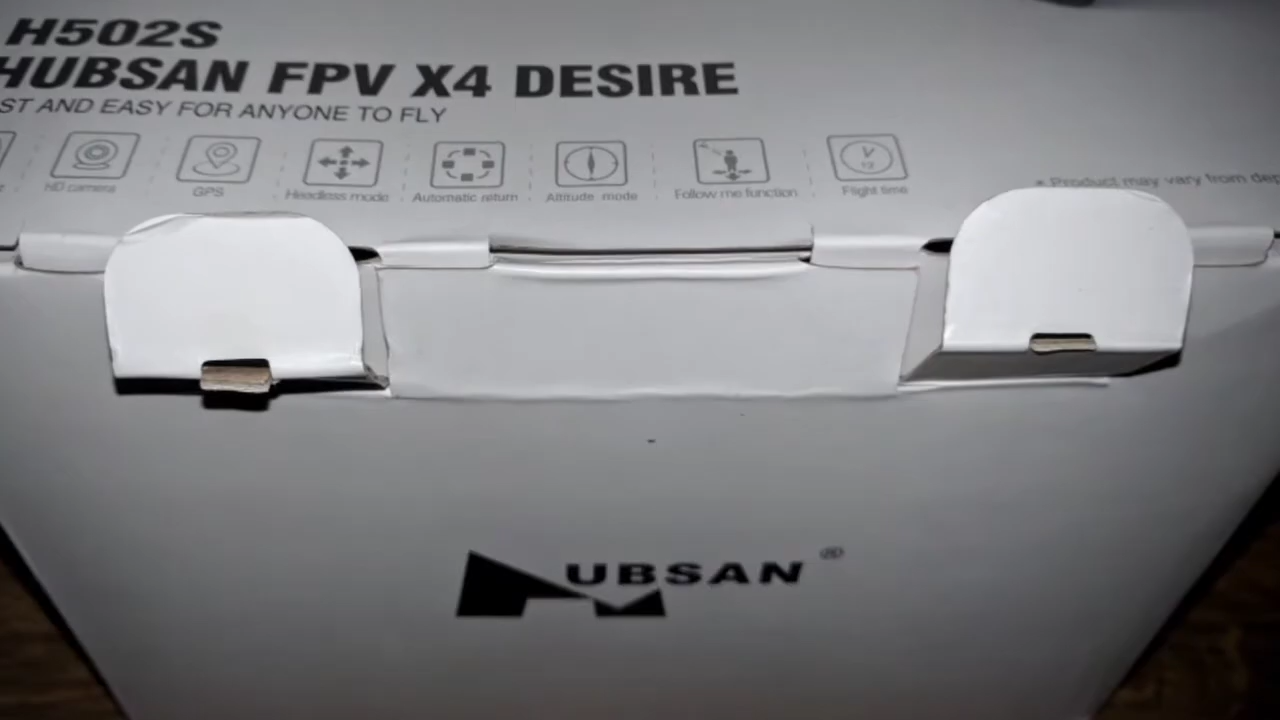 H502S
HUBSAN FPV X4 DESIRE
ST AND EASY FOR ANYONE TO FLY
HD camera
GPS
Headless mode
Automatic return
Altitude mode
Follow me function
Flight time
* Product may vary from dep
UBSAN®